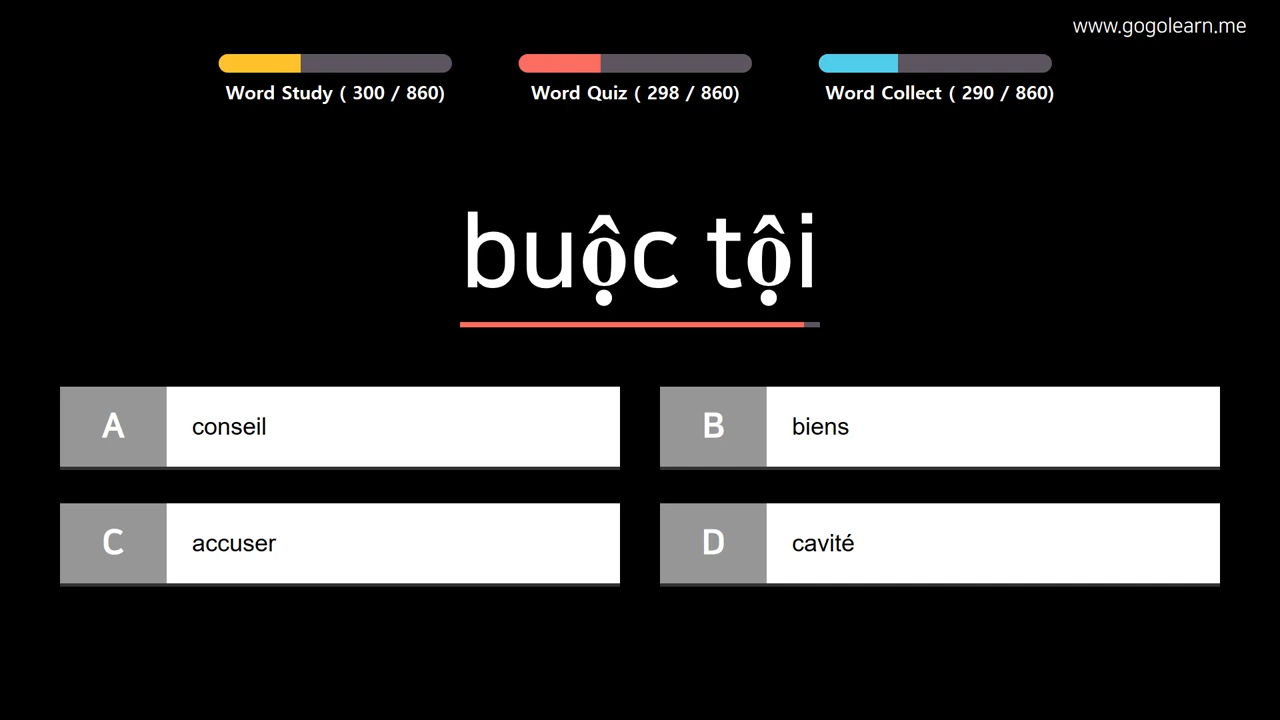 www.gogolearn.me
Word Study ( 300 / 860)
Word Quiz ( 298 / 860)
Word Collect ( 290 / 860)
buộc tội
A conseil
B biens
C accuser
D cavité